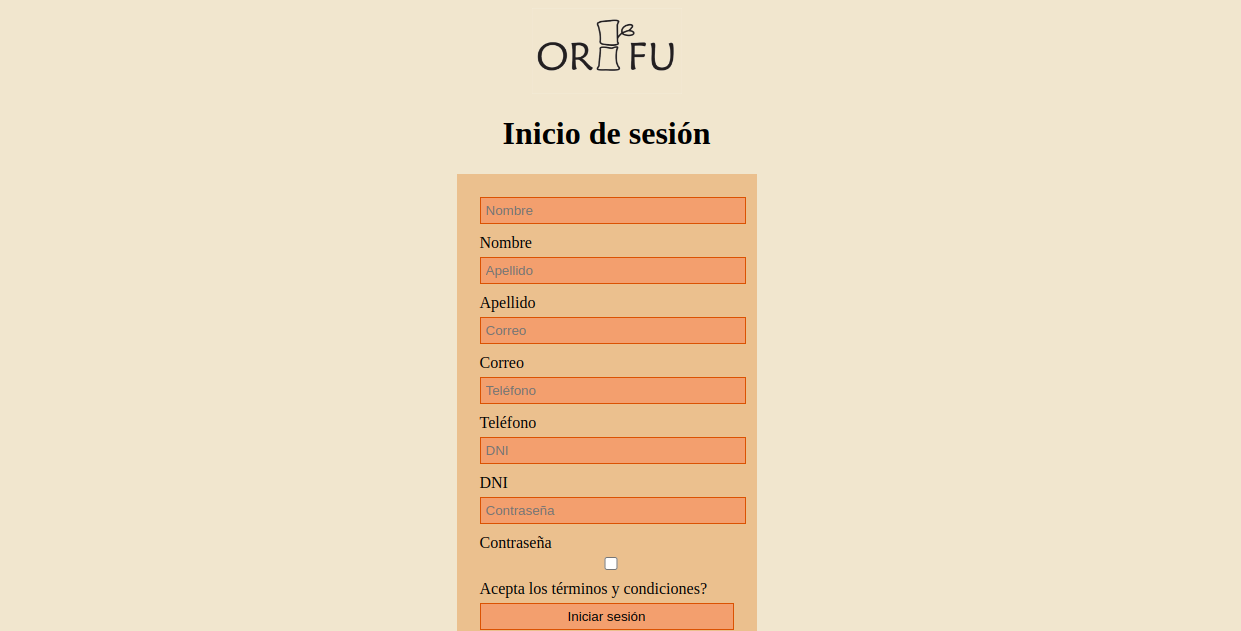 ORIFU
Inicio de sesión
Nombre
Nombre
Apellido
Apellido
Correo
Correo
Teléfono
Teléfono
DNI
DNI
Contraseña
Contraseña
Acepta los términos y condiciones?
Iniciar sesión